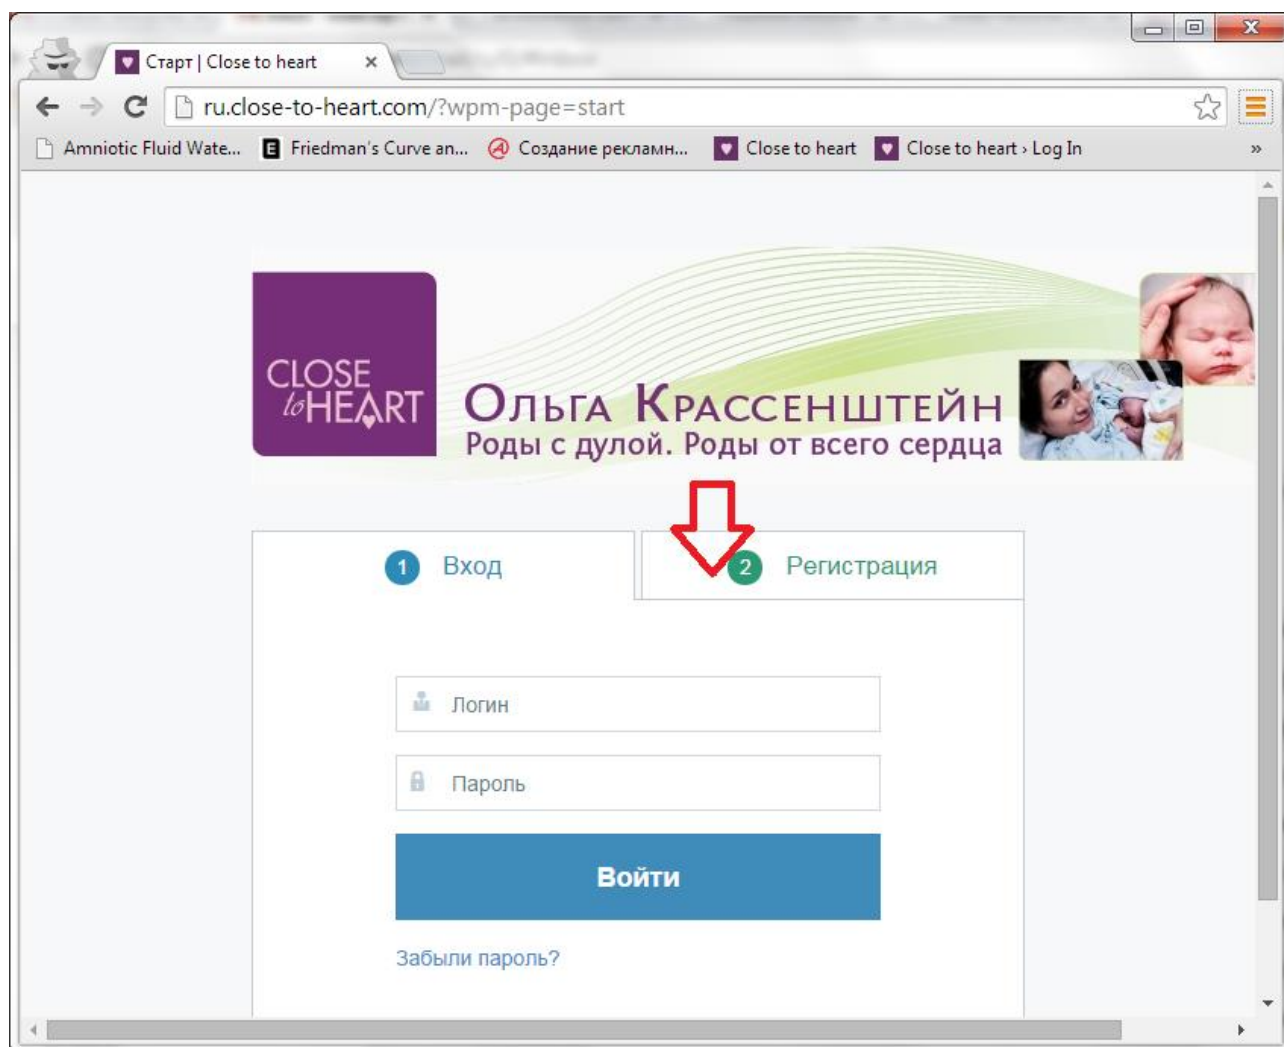 Старт | Close to heart
ru.close-to-heart.com/?wpm-page=start
Amniotic Fluid Wate... Friedman's Curve an... Создание рекламн... Close to heart Close to heart › Log In »
CLOSE
to HEART
Ольга Крассенштейн
Роды с дулой. Роды от всего сердца
1 Вход
2 Регистрация
Логин
Пароль
Войти
Забыли пароль?